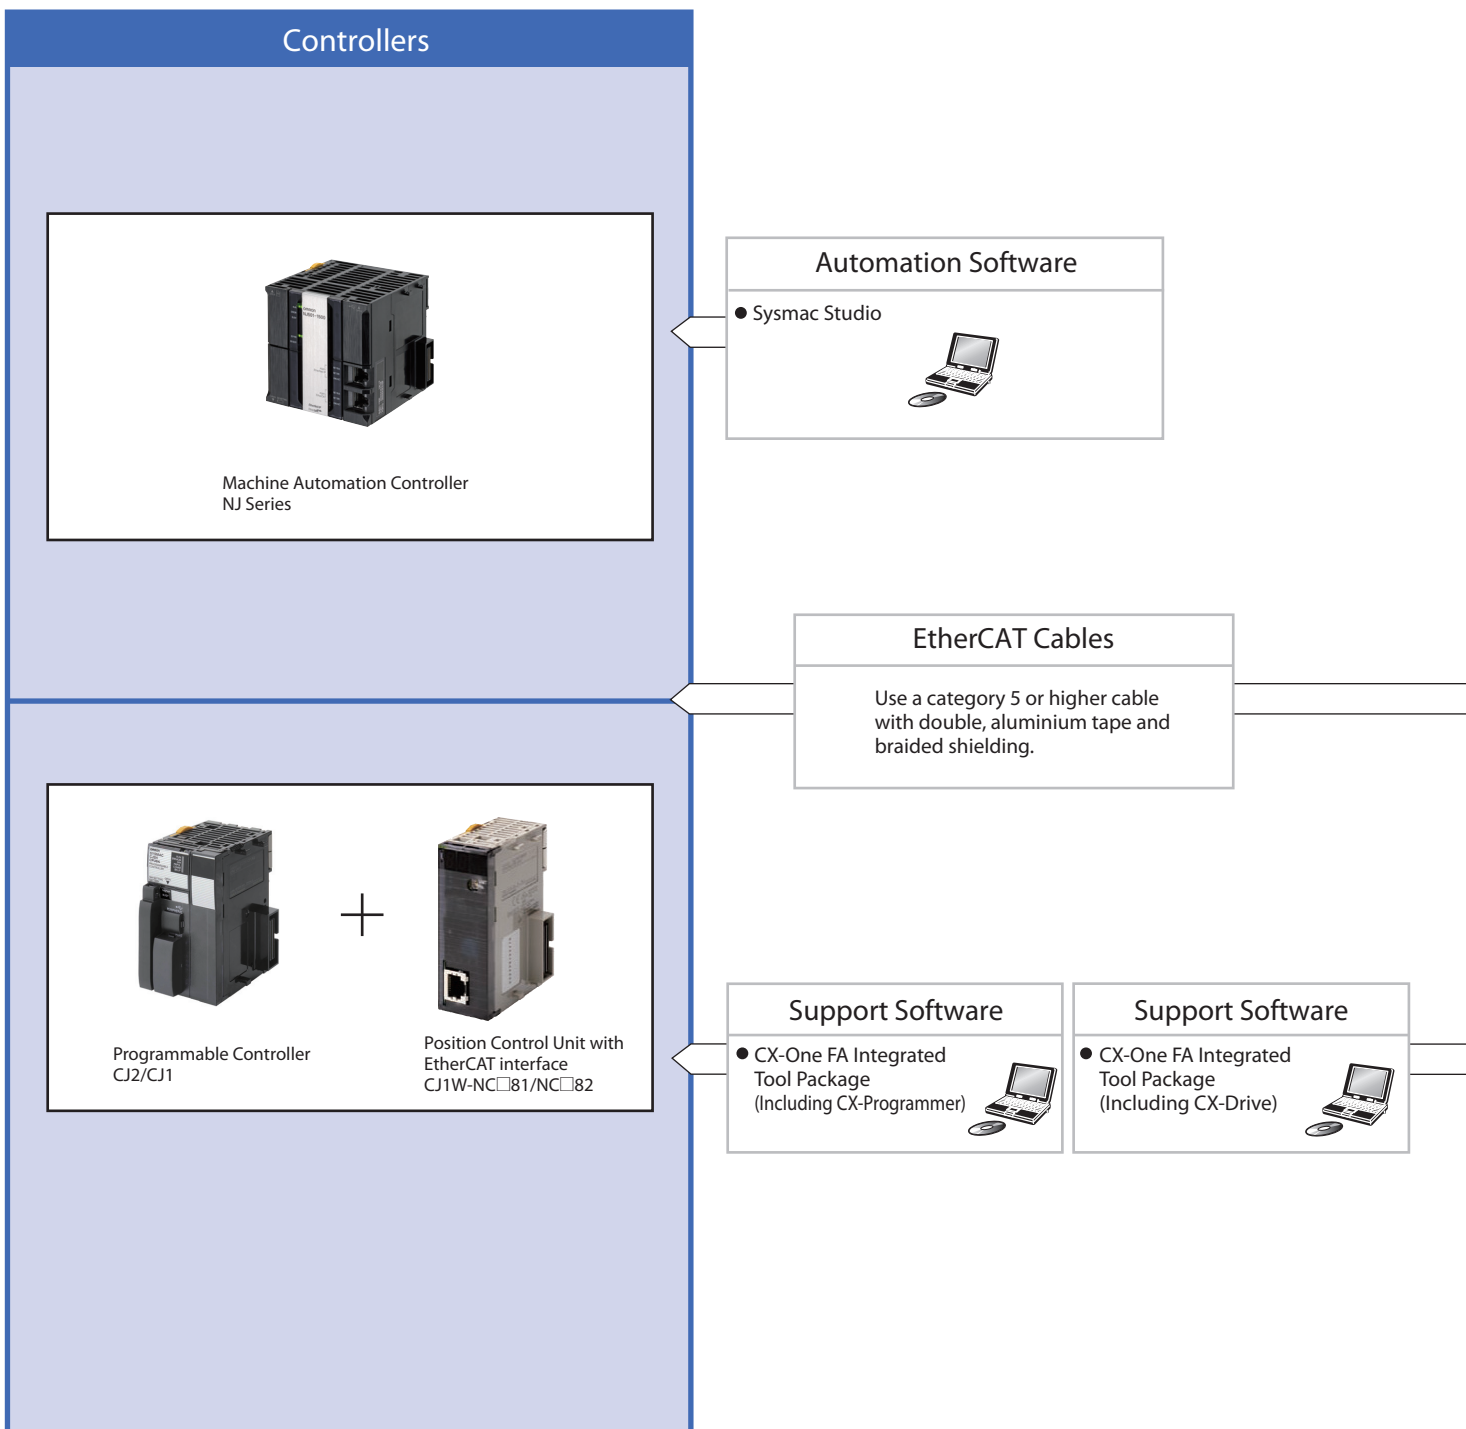 Controllers
Machine Automation Controller
NJ Series
Automation Software
● Sysmac Studio
EtherCAT Cables
Use a category 5 or higher cable
with double, aluminium tape and
braided shielding.
Programmable Controller
CJ2/CJ1
Position Control Unit with
EtherCAT interface
CJ1W-NC□81/NC□82
Support Software
● CX-One FA Integrated
Tool Package
(Including CX-Programmer)
Support Software
● CX-One FA Integrated
Tool Package
(Including CX-Drive)